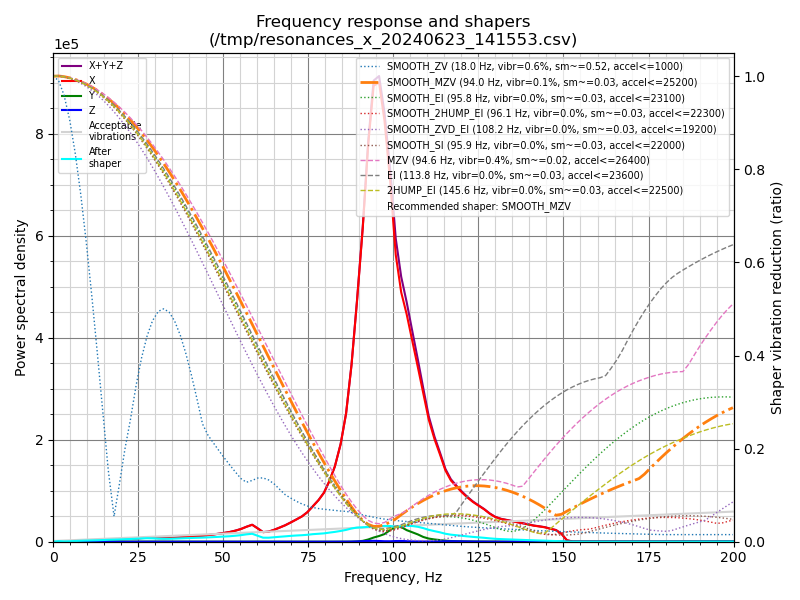 Frequency response and shapers
(/tmp/resonances_x_20240623_141553.csv)
1e5
X+Y+Z
X
Y
Z
Acceptable
vibrations
After
shaper
SMOOTH_ZV (18.0 Hz, vibr=0.6%, sm~=0.52, accel<=1000)
SMOOTH_MZV (94.0 Hz, vibr=0.1%, sm~=0.03, accel<=25200)
SMOOTH_EI (95.8 Hz, vibr=0.0%, sm~=0.03, accel<=23100)
SMOOTH_2HUMP_EI (96.1 Hz, vibr=0.0%, sm~=0.03, accel<=22300)
SMOOTH_ZVD_EI (108.2 Hz, vibr=0.0%, sm~=0.03, accel<=19200)
SMOOTH_SI (95.9 Hz, vibr=0.0%, sm~=0.03, accel<=22000)
MZV (94.6 Hz, vibr=0.4%, sm~=0.02, accel<=26400)
EI (113.8 Hz, vibr=0.0%, sm~=0.03, accel<=23600)
2HUMP_EI (145.6 Hz, vibr=0.0%, sm~=0.03, accel<=22500)
Recommended shaper: SMOOTH_MZV
Power spectral density
8
6
4
2
0
1.0
0.8
0.6
0.4
0.2
0.0
Shaper vibration reduction (ratio)
0 25 50 75 100 125 150 175 200
Frequency, Hz